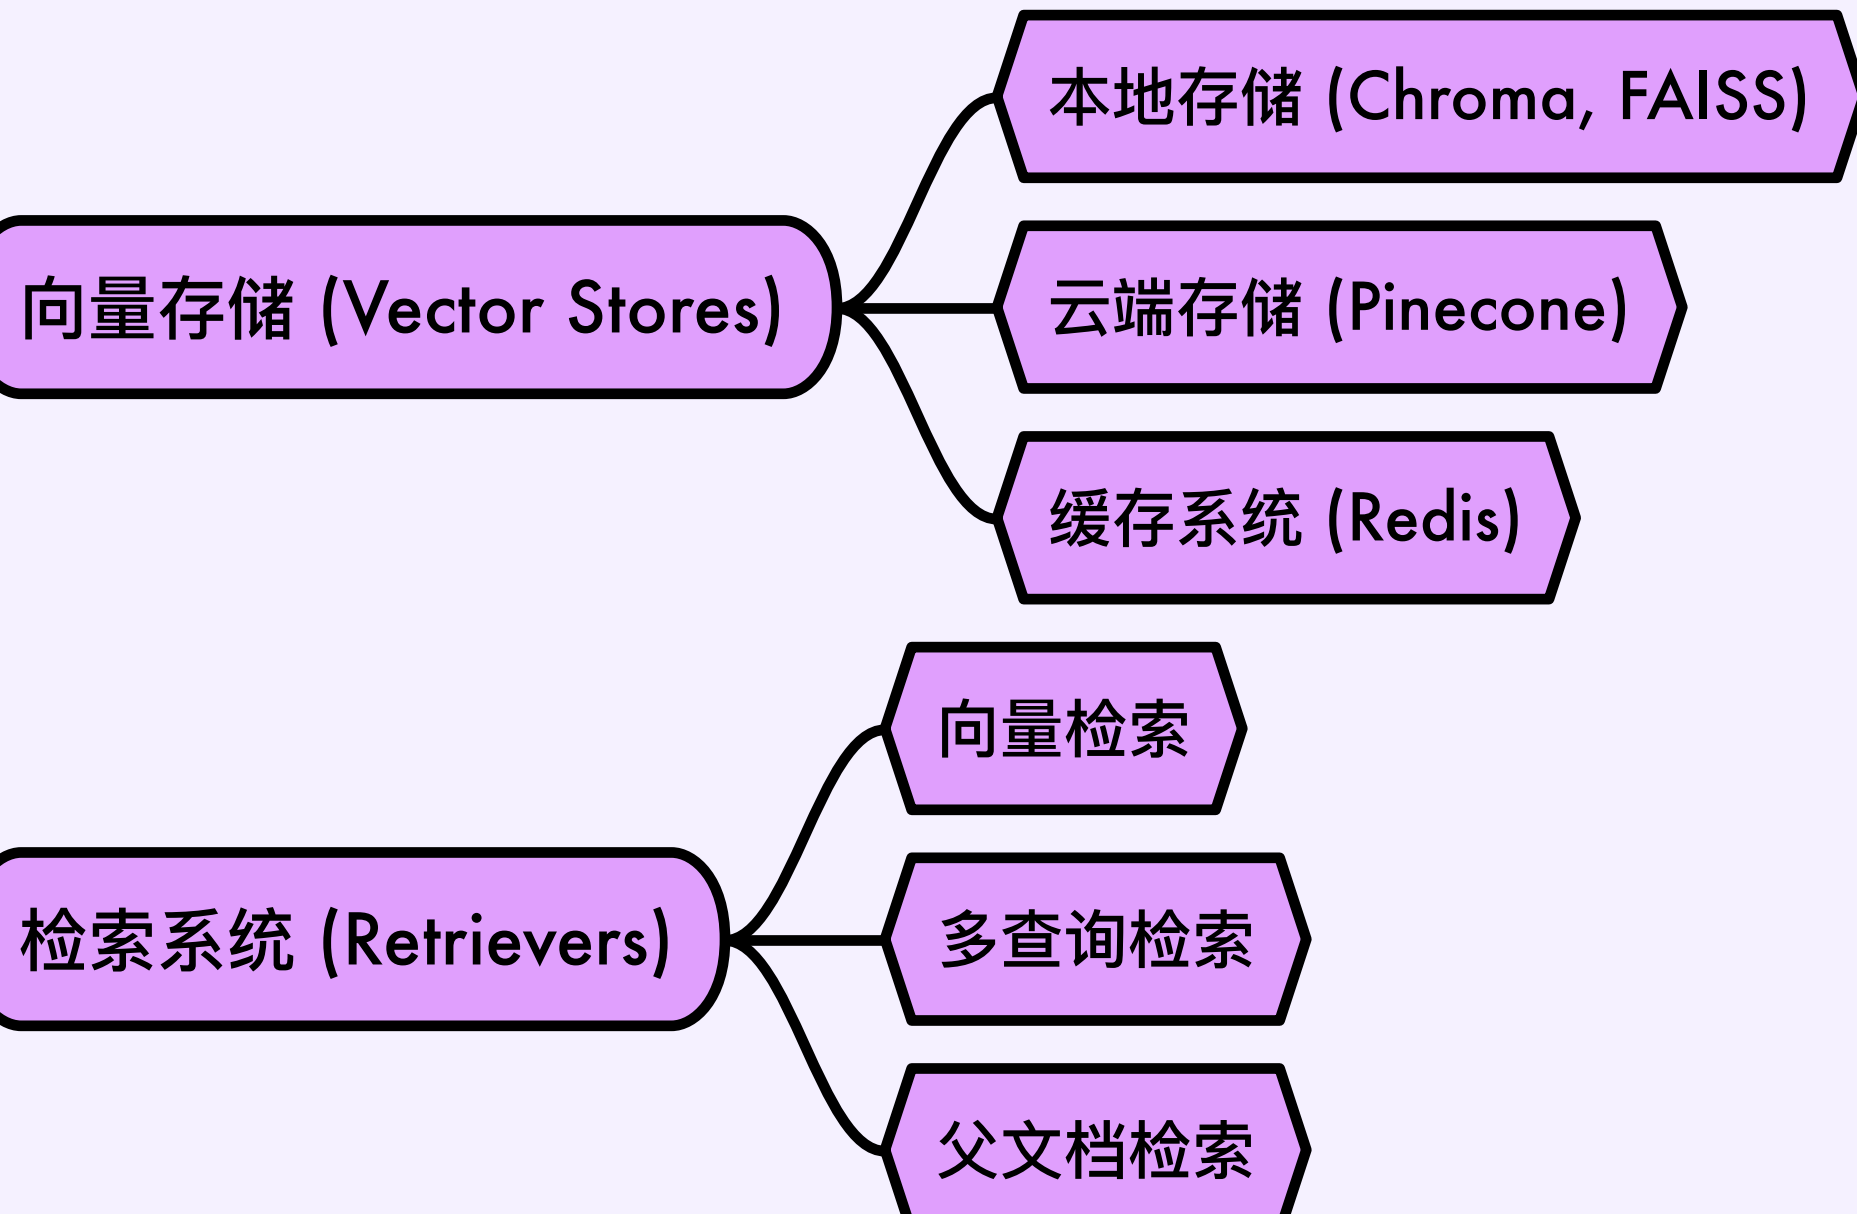 本地存储 (Chroma, FAISS)
向量存储 (Vector Stores)
云端存储 (Pinecone)
缓存系统 (Redis)
向量检索
检索系统 (Retrievers)
多查询检索
父文档检索